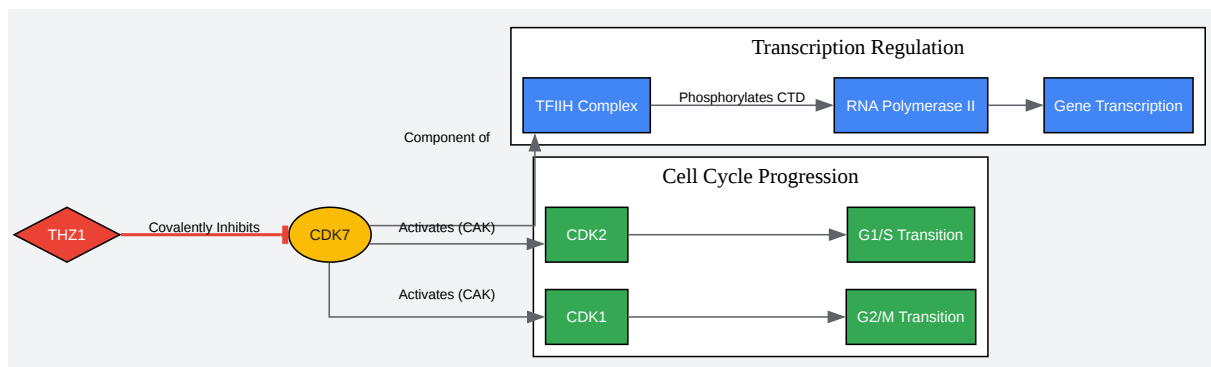 Transcription Regulation
TFIIH Complex
Phosphorylates CTD
RNA Polymerase II
Gene Transcription
Component of
Cell Cycle Progression
THZ1
Covalently Inhibits
CDK7
Activates (CAK)
CDK2
G1/S Transition
Activates (CAK)
CDK1
G2/M Transition